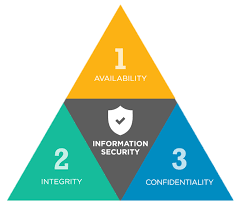 1
AVAILABILITY
INFORMATION
SECURITY
2
INTEGRITY
3
CONFIDENTIALITY